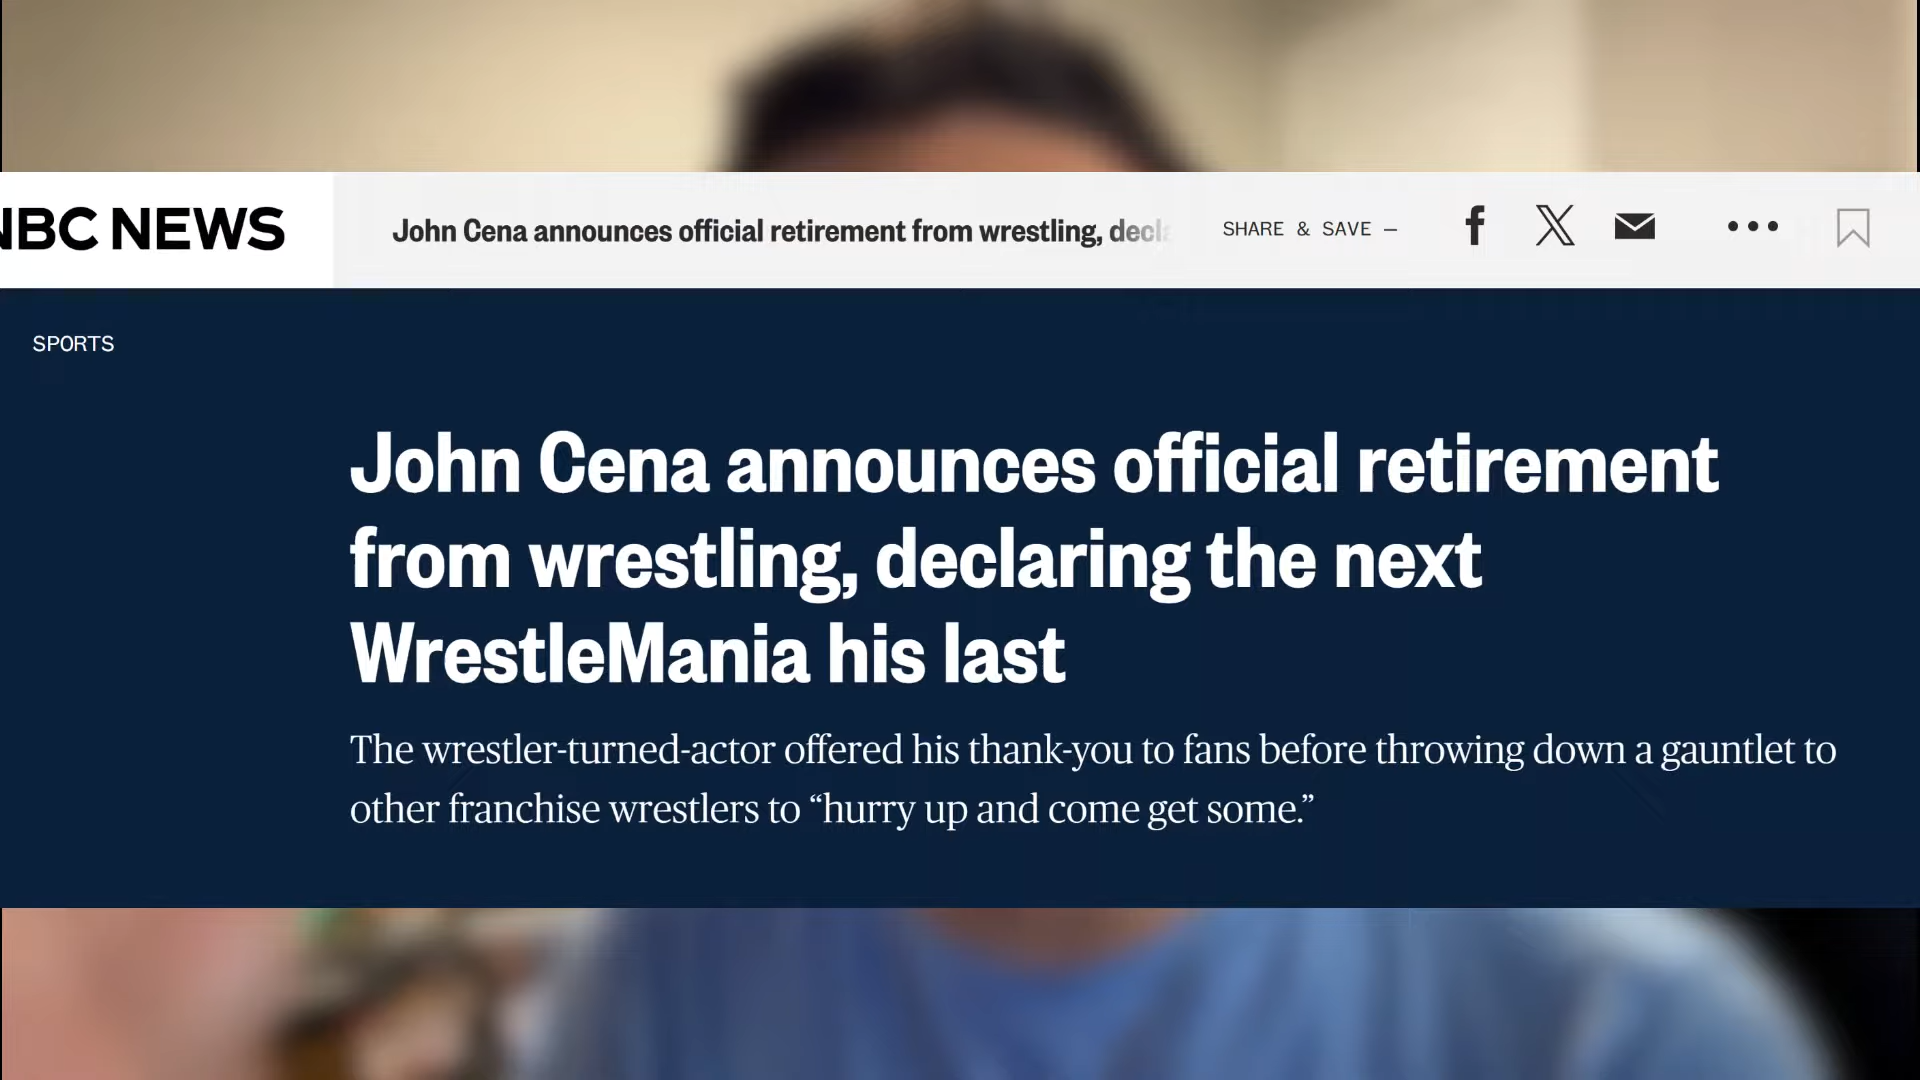 NBC NEWS
John Cena announces official retirement from wrestling,
SHARE & SAVE —
SPORTS
John Cena announces official retirement
from wrestling, declaring the next
WrestleMania his last
The wrestler-turned-actor offered his thank-you to fans before throwing down a gauntlet to
other franchise wrestlers to “hurry up and come get some.”